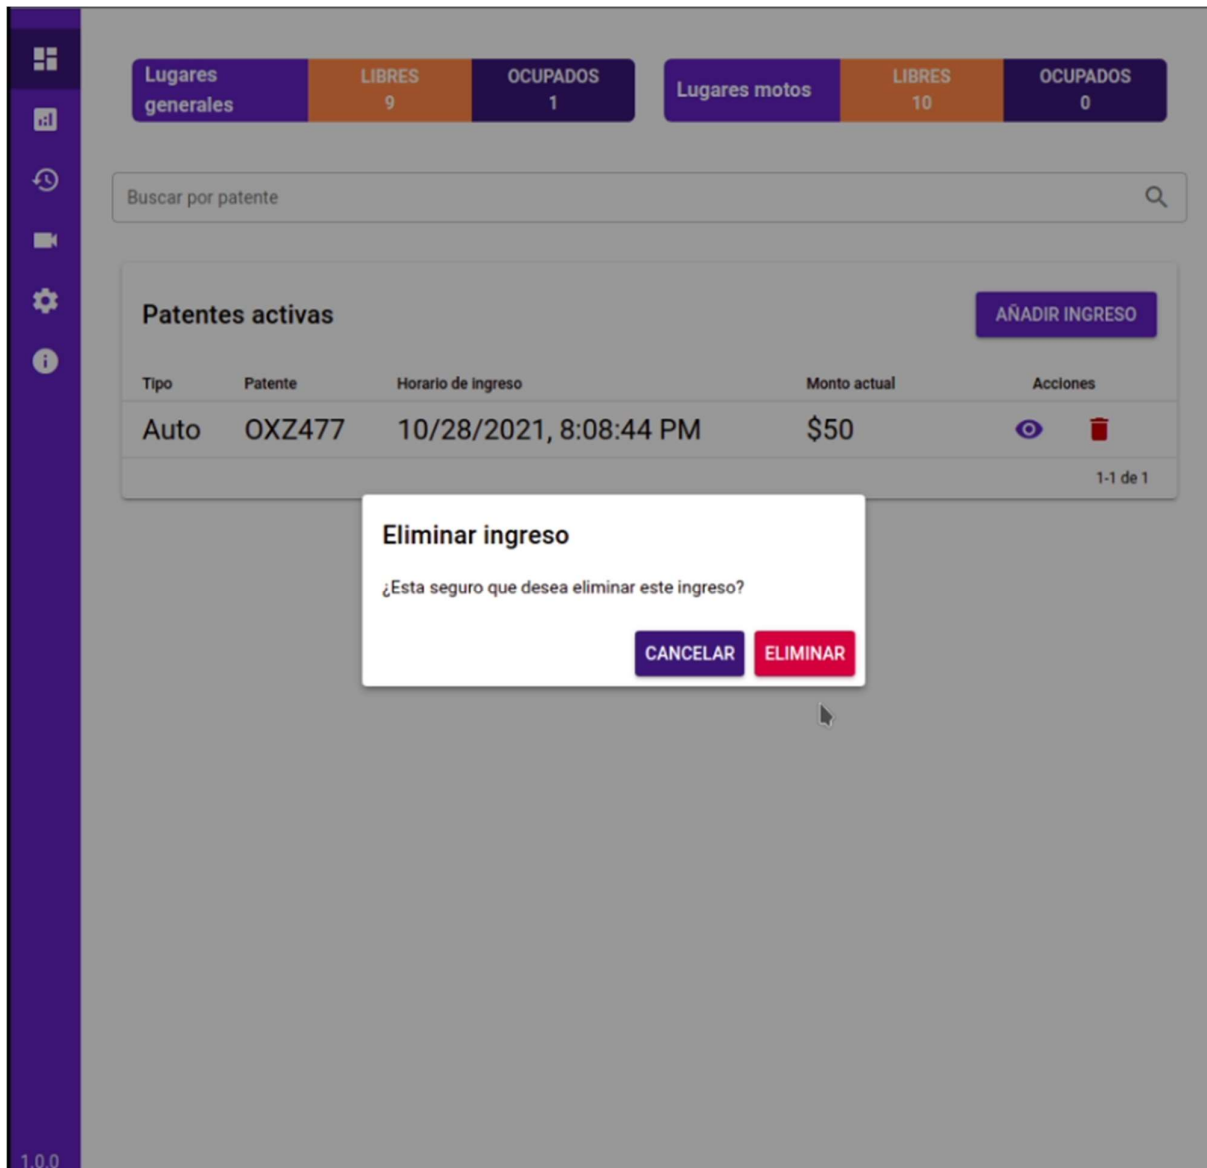 Lugares generales
LIBRES
9
OCUPADOS
1
Lugares motos
LIBRES
10
OCUPADOS
0
Buscar por patente
Patentes activas
AÑADIR INGRESO
Tipo Patente Horario de ingreso Monto actual Acciones
Auto OXZ477 10/28/2021, 8:08:44 PM $50
1-1 de 1
Eliminar ingreso
¿Esta seguro que desea eliminar este ingreso?
CANCELAR ELIMINAR
1.0.0